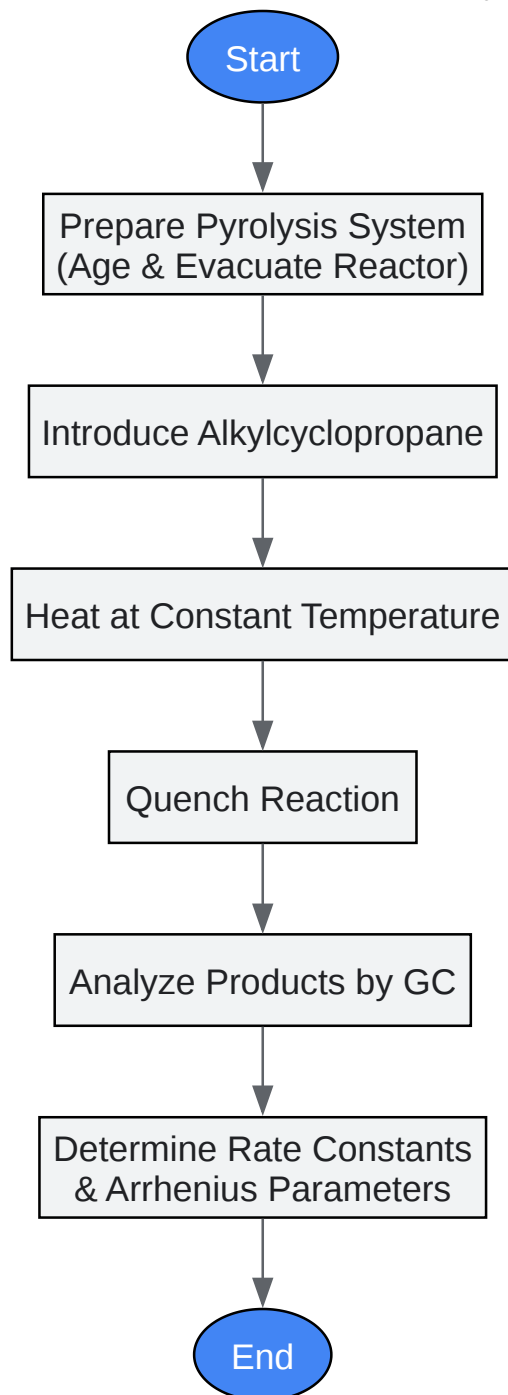 Start
Prepare Pyrolysis System
(Age & Evacuate Reactor)
Introduce Alkylcyclopropane
Heat at Constant Temperature
Quench Reaction
Analyze Products by GC
Determine Rate Constants
& Arrhenius Parameters
End